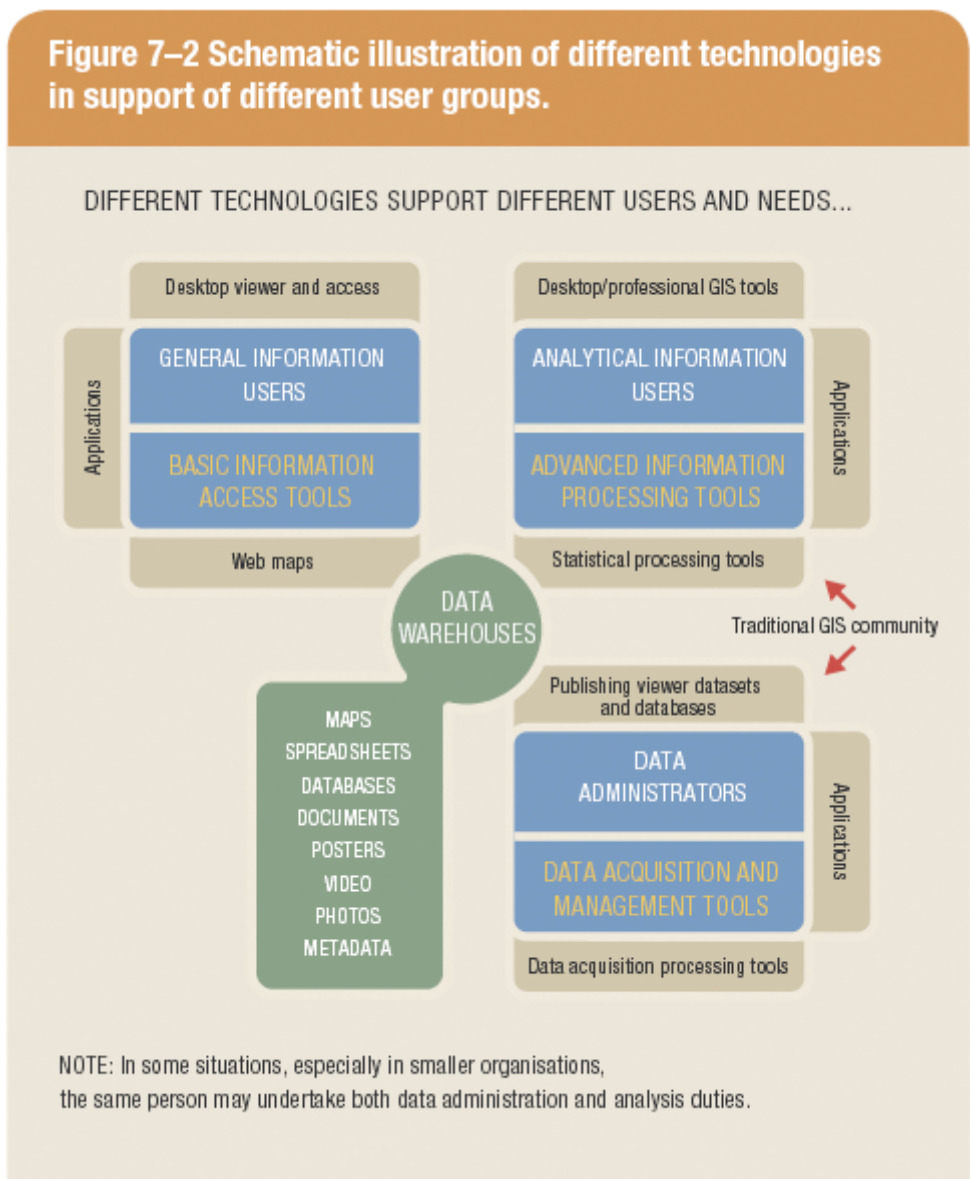 Figure 7–2 Schematic illustration of different technologies
in support of different user groups.
DIFFERENT TECHNOLOGIES SUPPORT DIFFERENT USERS AND NEEDS...
Desktop viewer and access
Applications
GENERAL INFORMATION
USERS
BASIC INFORMATION
ACCESS TOOLS
Web maps
Desktop/professional GIS tools
ANALYTICAL INFORMATION
USERS
ADVANCED INFORMATION
PROCESSING TOOLS
Applications
Statistical processing tools
DATA
WAREHOUSES
MAPS
SPREADSHEETS
DATABASES
DOCUMENTS
POSTERS
VIDEO
PHOTOS
METADATA
Traditional GIS community
Publishing viewer datasets
and databases
DATA
ADMINISTRATORS
DATA ACQUISITION AND
MANAGEMENT TOOLS
Applications
Data acquisition processing tools
NOTE: In some situations, especially in smaller organisations,
the same person may undertake both data administration and analysis duties.